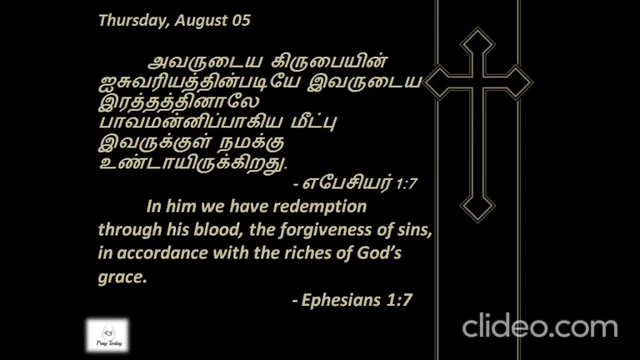 Thursday, August 05
அவருடைய கிருபையின்
ஐசுவரியத்தின்படியே இவருடைய
இரத்தத்தினாலே
பாவமன்னிப்பாகிய மீட்பு
இவருக்குள் நமக்கு
உண்டாயிருக்கிறது.
- எபேசியர் 1:7
In him we have redemption
through his blood, the forgiveness of sins,
in accordance with the riches of God’s
grace.
- Ephesians 1:7
Pray Today
clideo.com